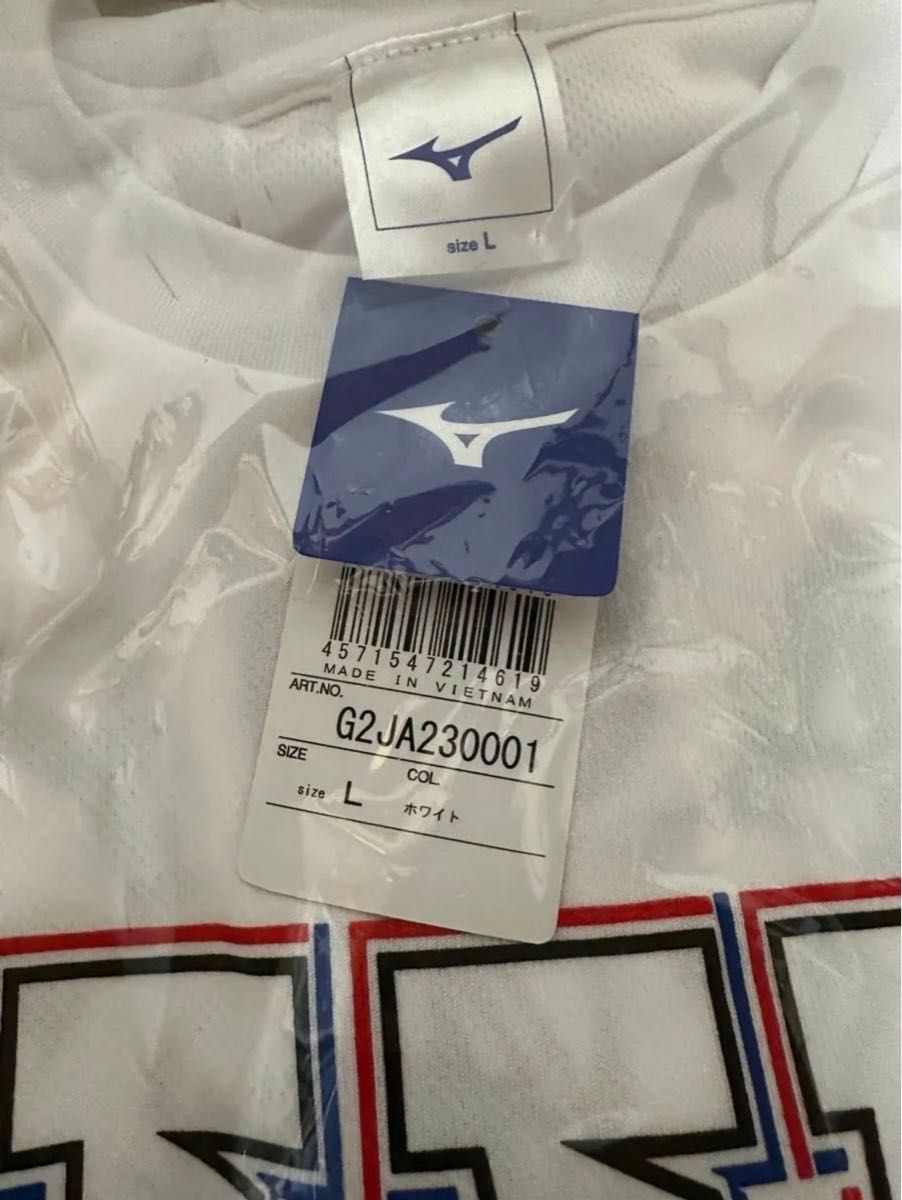 size L
4571547214619
MADE IN VIETNAM
ART.NO.
G2JA230001
SIZE COL.
size L ホワイト